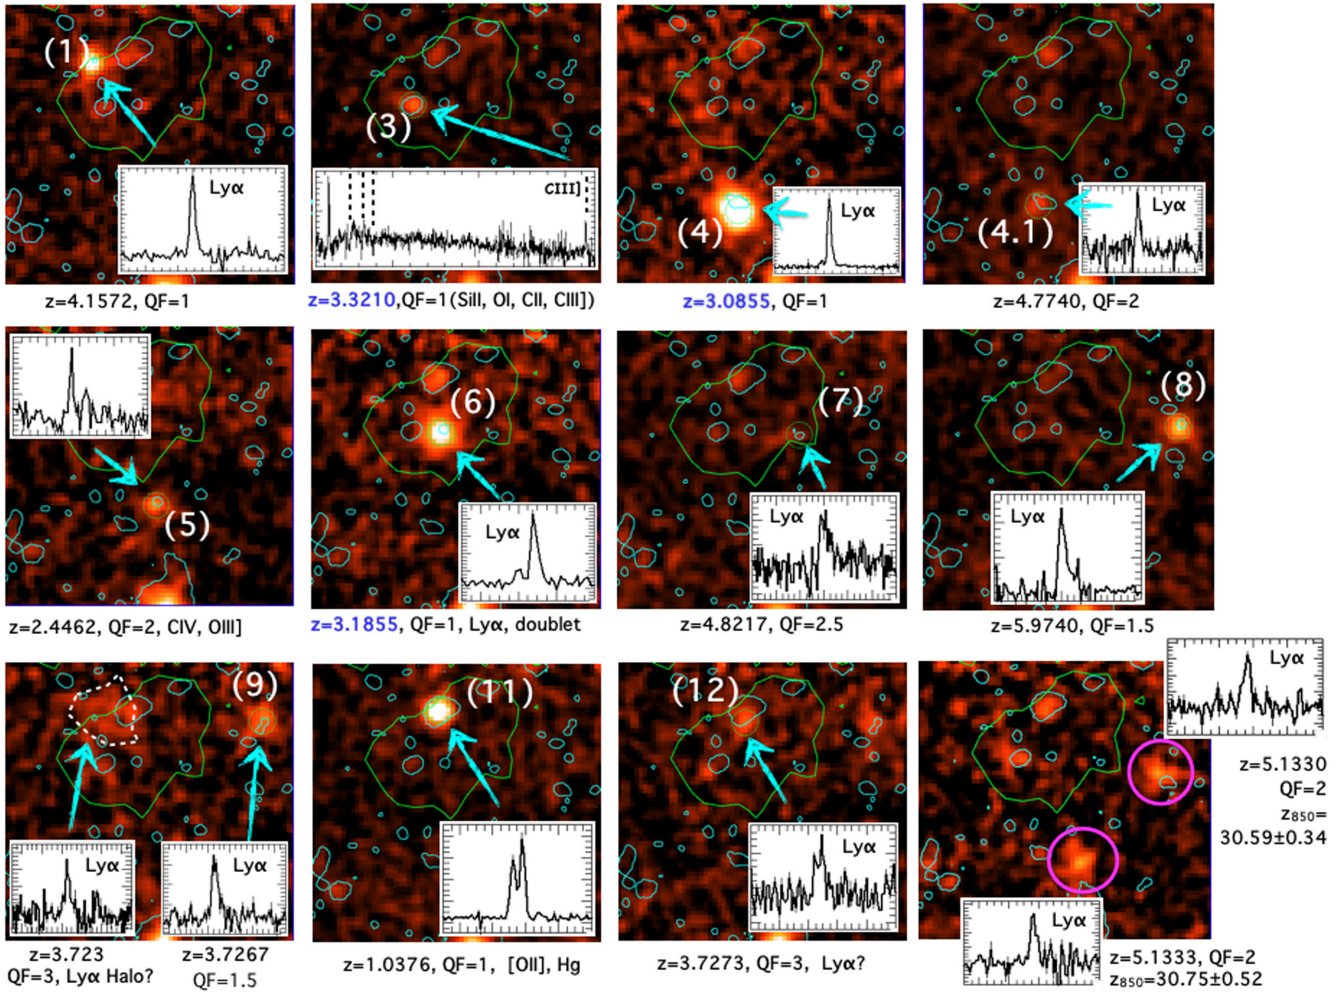 (1)
Lyα
z=4.1572, QF=1
(3)
CIII]
z=3.3210,QF=1(SiII, OI, CII, CIII])
(4)
Lyα
z=3.0855, QF=1
(4.1)
Lyα
z=4.7740, QF=2
(5)
z=2.4462, QF=2, CIV, OIII]
(6)
Lyα
z=3.1855, QF=1, Lyα, doublet
(7)
Lyα
z=4.8217, QF=2.5
(8)
Lyα
z=5.9740, QF=1.5
(9)
Lyα
Lyα
z=3.723
QF=3, Lyα Halo?
z=3.7267
QF=1.5
(11)
z=1.0376, QF=1, [OII], Hg
(12)
Lyα
z=3.7273, QF=3, Lyα?
Lyα
z=5.1330
QF=2
z850=
30.59±0.34
Lyα
z=5.1333, QF=2
z850=30.75±0.52